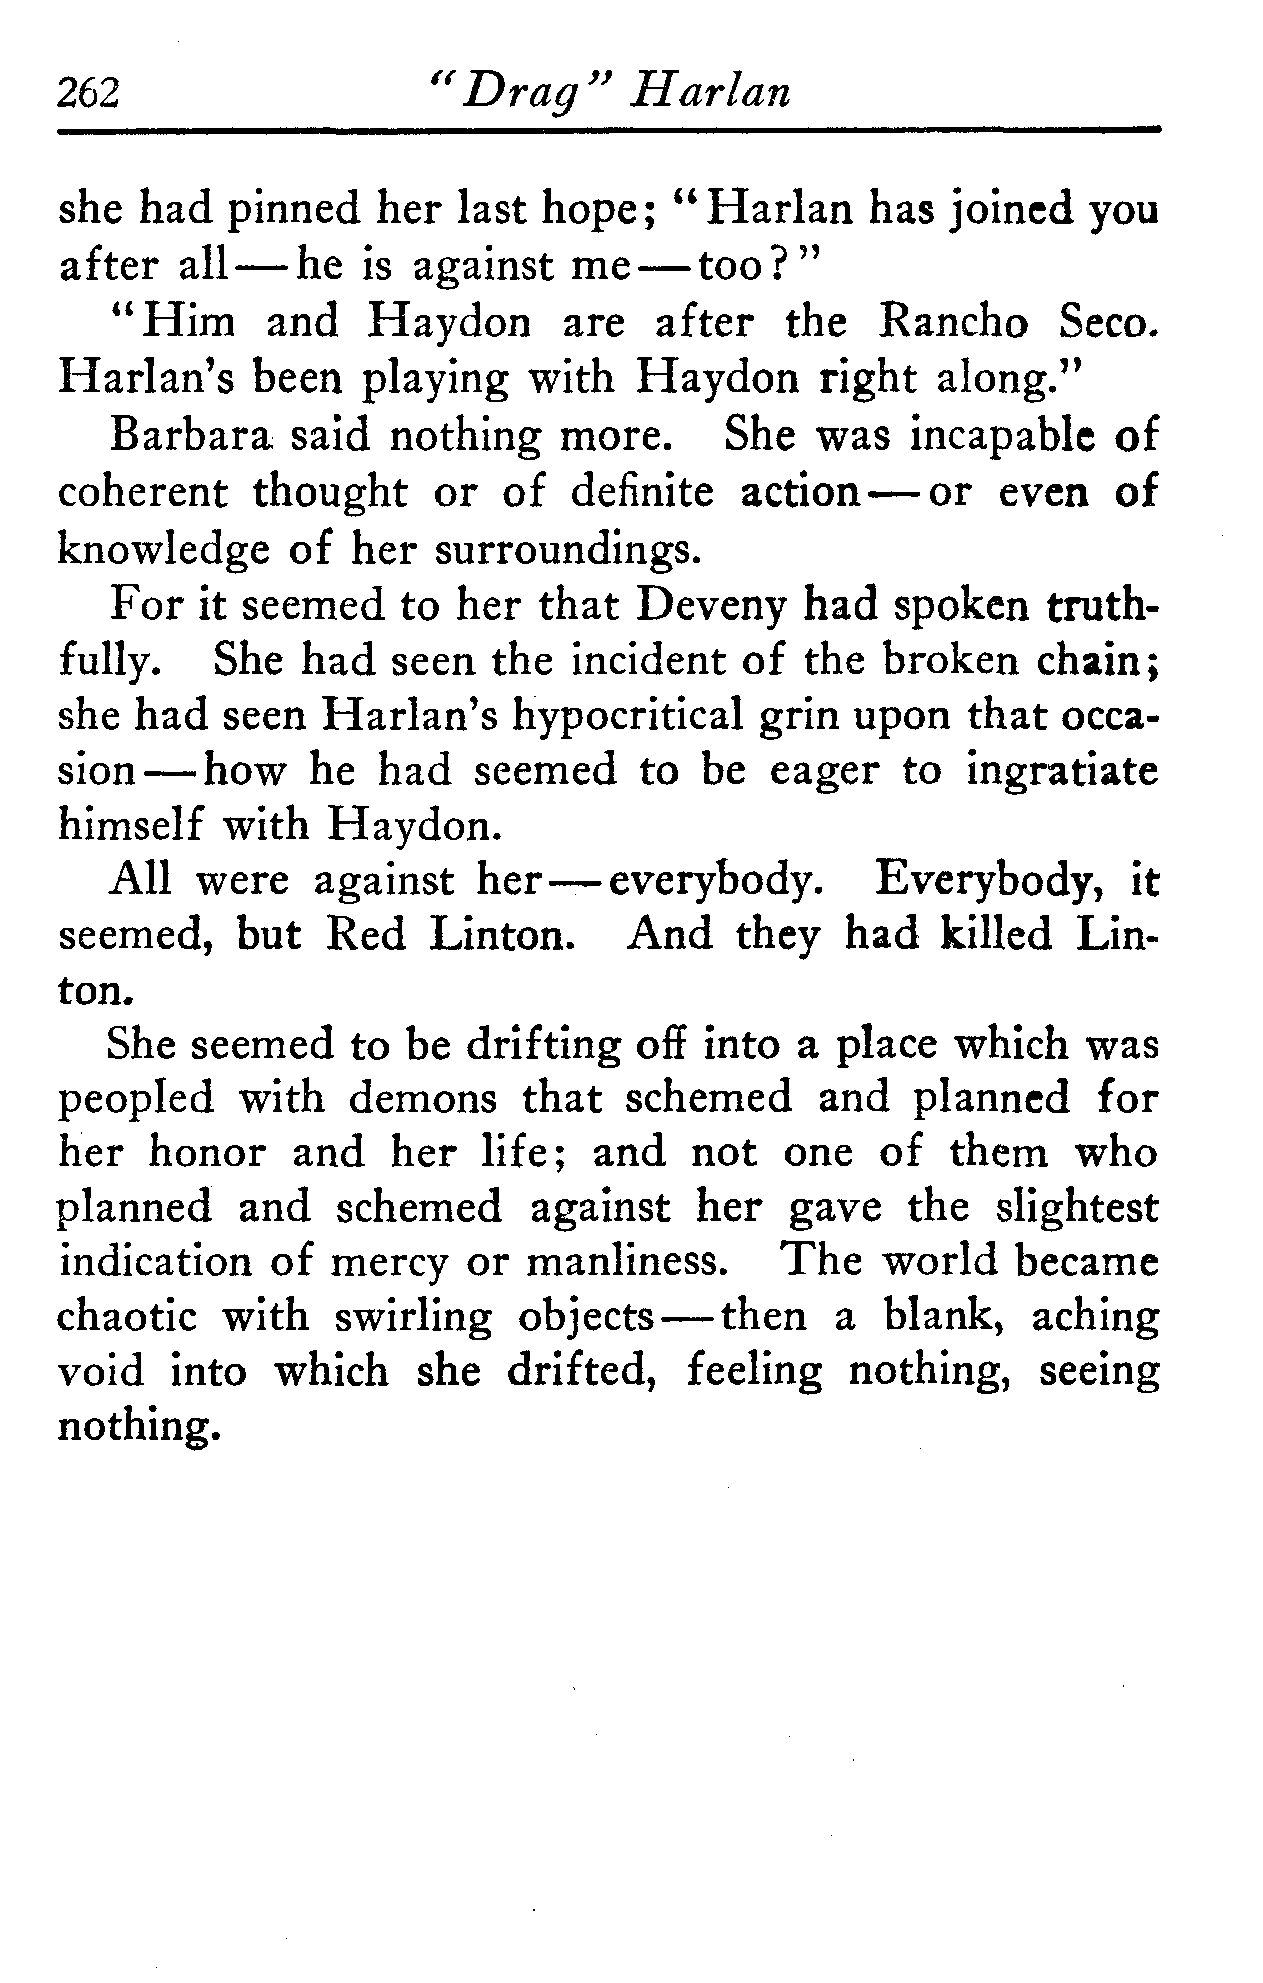 262 "Drag" Harlan
she had pinned her last hope; "Harlan has joined you
after all—he is against me—too?"
"Him and Haydon are after the Rancho Seco.
Harlan's been playing with Haydon right along."
Barbara said nothing more. She was incapable of
coherent thought or of definite action—or even of
knowledge of her surroundings.
For it seemed to her that Deveny had spoken truth-
fully. She had seen the incident of the broken chain;
she had seen Harlan's hypocritical grin upon that occa-
sion—how he had seemed to be eager to ingratiate
himself with Haydon.
All were against her—everybody. Everybody, it
seemed, but Red Linton. And they had killed Lin-
ton.
She seemed to be drifting off into a place which was
peopled with demons that schemed and planned for
her honor and her life; and not one of them who
planned and schemed against her gave the slightest
indication of mercy or manliness. The world became
chaotic with swirling objects—then a blank, aching
void into which she drifted, feeling nothing, seeing
nothing.